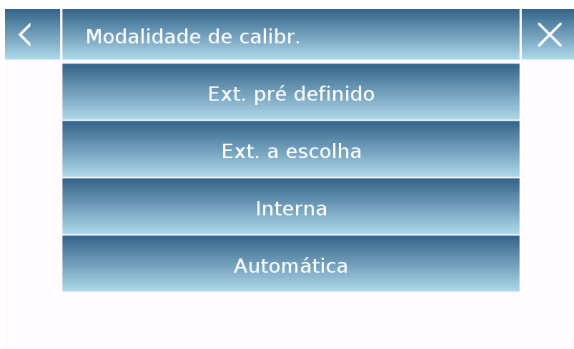 Modalidade de calibr.
Ext. pré definido
Ext. a escolha
Interna
Automática